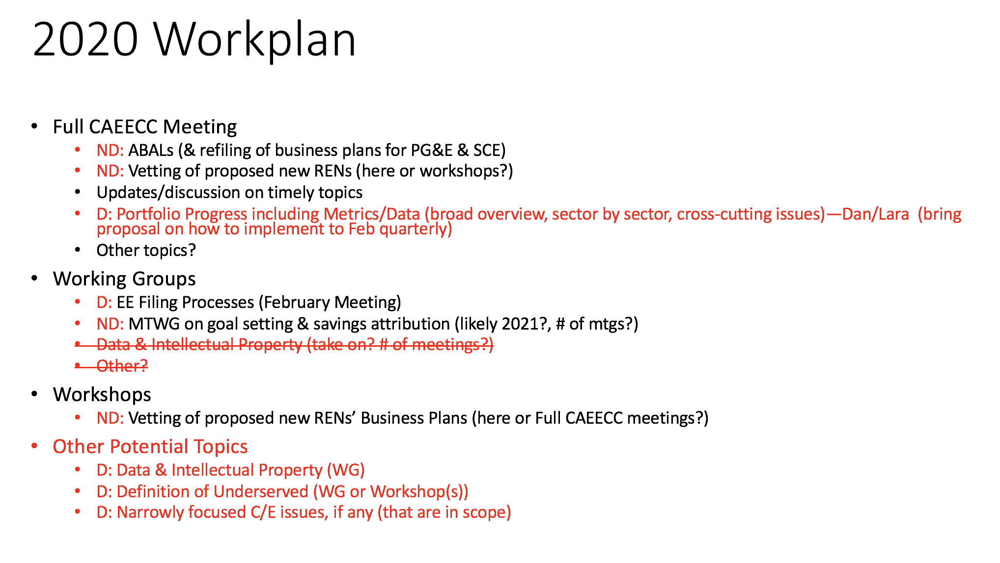 2020 Workplan
• Full CAEECC Meeting
• ND: ABALs (& refiling of business plans for PG&E & SCE)
• ND: Vetting of proposed new RENs (here or workshops?)
• Updates/discussion on timely topics
• D: Portfolio Progress including Metrics/Data (broad overview, sector by sector, cross-cutting issues)—Dan/Lara (bring
proposal on how to implement to Feb quarterly)
• Other topics?
• Working Groups
• D: EE Filing Processes (February Meeting)
• ND: MTWG on goal setting & savings attribution (likely 2021?, # of mtgs?)
• Data & Intellectual Property (take on? # of meetings?)
• Other?
• Workshops
• ND: Vetting of proposed new RENs’ Business Plans (here or Full CAEECC meetings?)
• Other Potential Topics
• D: Data & Intellectual Property (WG)
• D: Definition of Underserved (WG or Workshop(s))
• D: Narrowly focused C/E issues, if any (that are in scope)